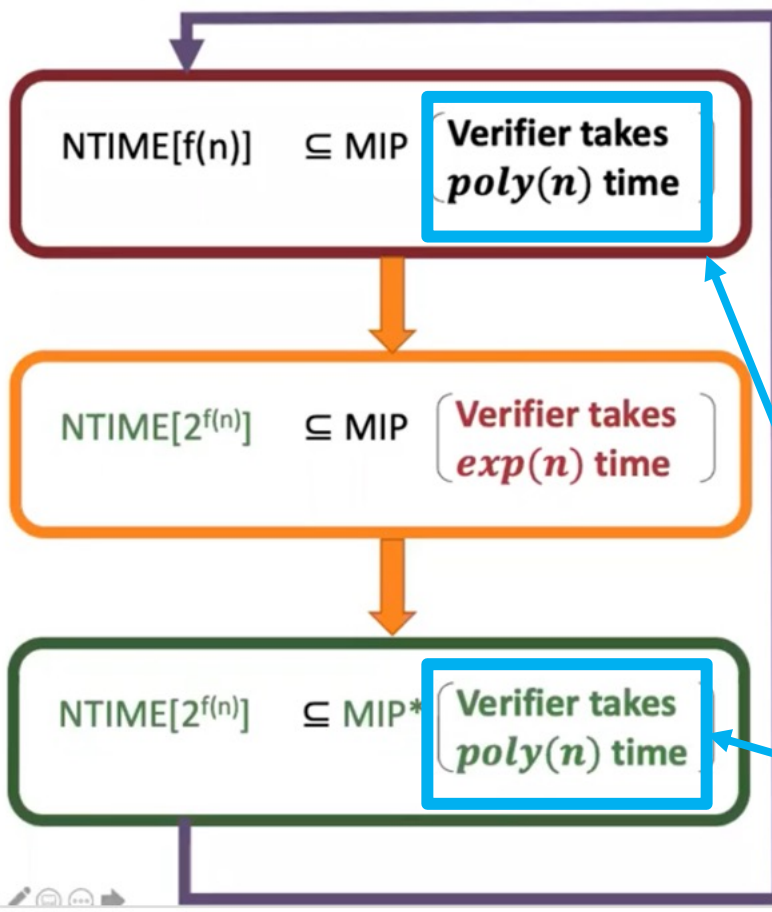 NTIME[f(n)] ⊆ MIP (Verifier takes
poly(n) time)
NTIME[2^f(n)] ⊆ MIP (Verifier takes
exp(n) time)
NTIME[2^f(n)] ⊆ MIP* (Verifier takes
poly(n) time)